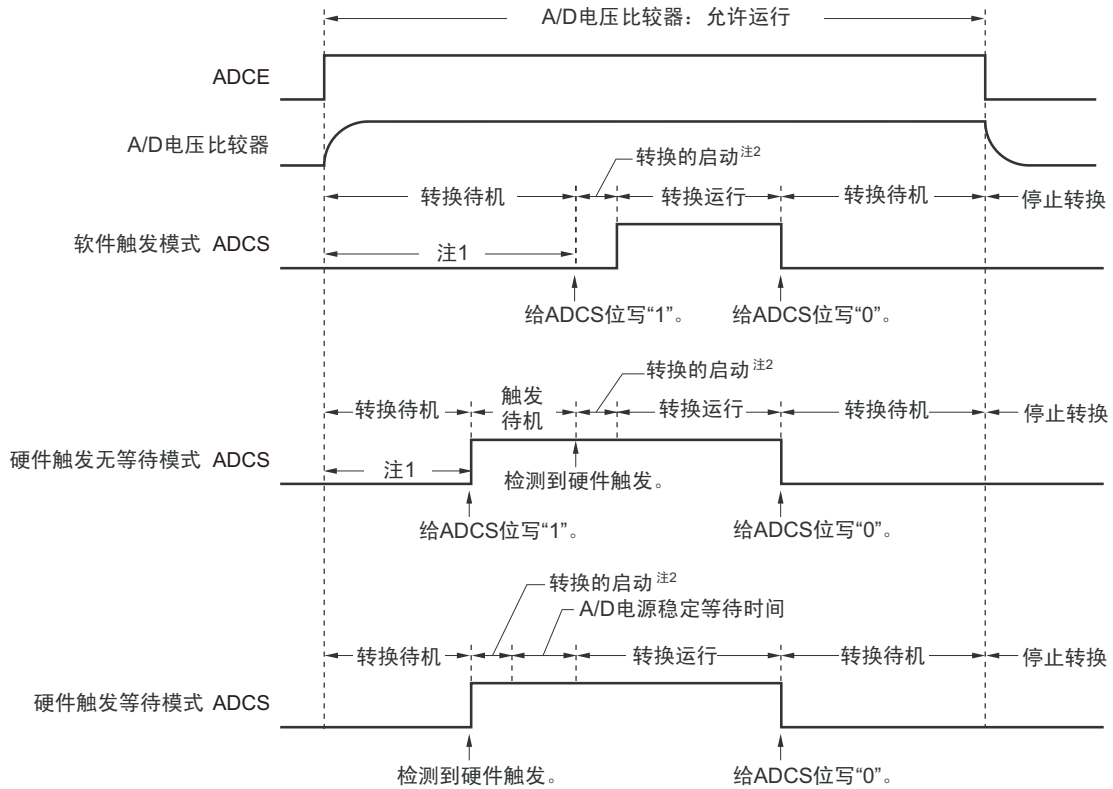 A/D电压比较器：允许运行
ADCE
A/D电压比较器
转换的启动注2
转换待机
转换运行
转换待机
停止转换
软件触发模式 ADCS
注1
给ADCS位写“1”。
给ADCS位写“0”。
转换的启动注2
转换待机
触发
待机
转换运行
转换待机
停止转换
硬件触发无等待模式 ADCS
注1
检测到硬件触发。
给ADCS位写“1”。
给ADCS位写“0”。
转换的启动注2
A/D电源稳定等待时间
转换待机
转换运行
转换待机
停止转换
硬件触发等待模式 ADCS
检测到硬件触发。
给ADCS位写“0”。